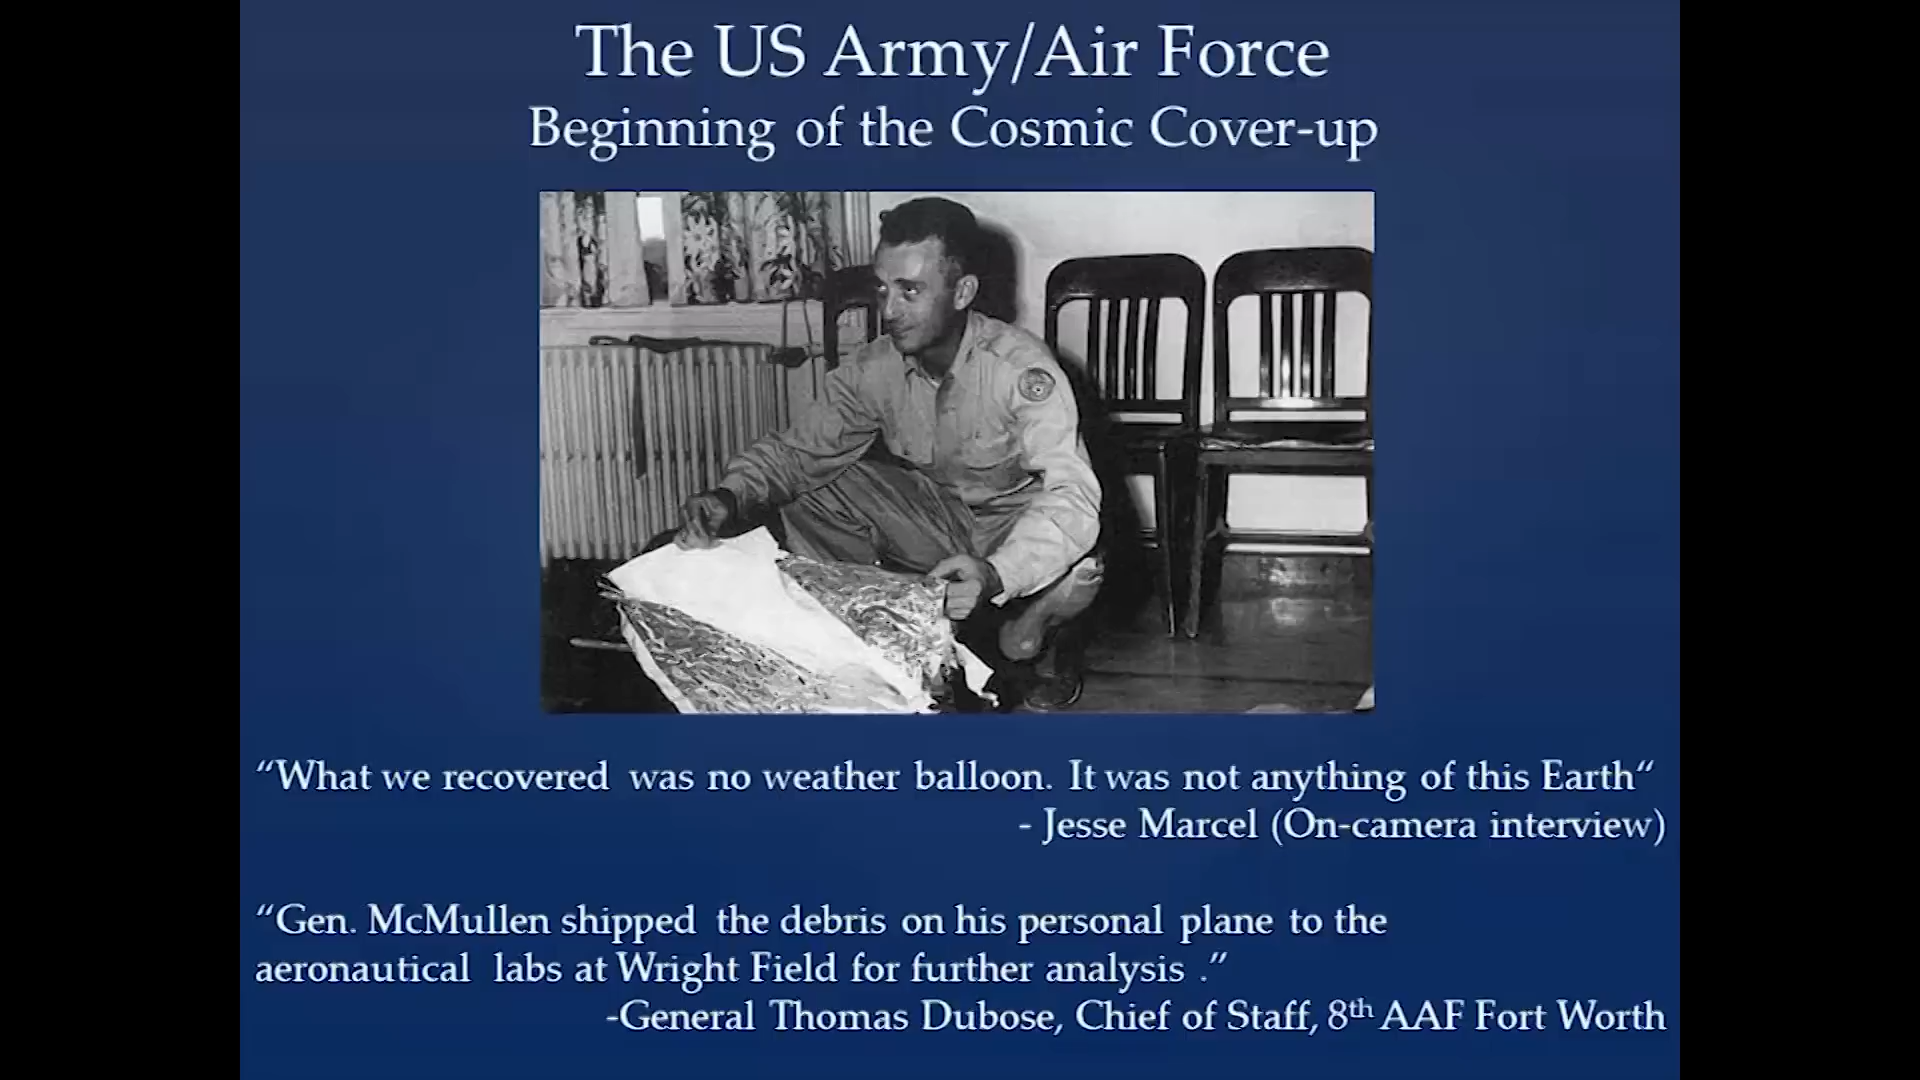 The US Army/Air Force
Beginning of the Cosmic Cover-up
“What we recovered was no weather balloon. It was not anything of this Earth“
- Jesse Marcel (On-camera interview)
“Gen. McMullen shipped the debris on his personal plane to the
aeronautical labs at Wright Field for further analysis .”
-General Thomas Dubose, Chief of Staff, 8th AAF Fort Worth